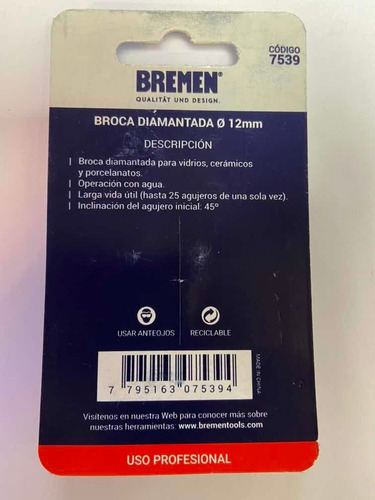 CÓDIGO
7539
BREMEN®
QUALITÄT UND DESIGN.
BROCA DIAMANTADA Ø 12mm
DESCRIPCIÓN
Broca diamantada para vidrios, cerámicos
y porcelanatos.
Operación con agua.
Larga vida útil (hasta 25 agujeros de una sola vez).
Inclinación del agujero inicial: 45º
USAR ANTEOJOS
RECICLABLE
MADE IN CHINA
7 795163 075394
Visítenos en nuestra Web para conocer más sobre
nuestras herramientas: www.brementools.com
USO PROFESIONAL